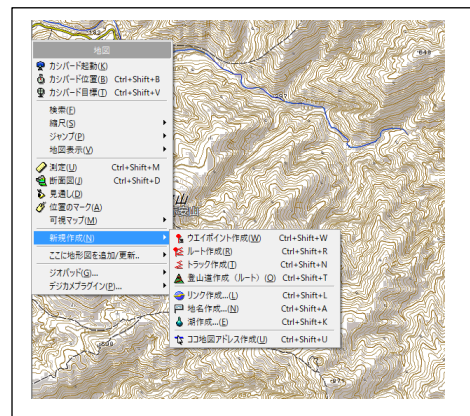 地図
カシバード起動(K)
カシバード位置(B) Ctrl+Shift+B
カシバード目標(T) Ctrl+Shift+V
検索(F)
縮尺(S)
ジャンプ(P)
地図表示(V)
測定(U) Ctrl+Shift+M
断面図(J) Ctrl+Shift+D
見通し(D)
位置のマーク(A)
可視マップ(M)
新規作成(N)
ここに地形図を追加/更新..
ジオパッド(G)...
デジカメプラグイン(P)...
ウエイポイント作成(W) Ctrl+Shift+W
ルート作成(R) Ctrl+Shift+R
トラック作成(T) Ctrl+Shift+N
登山道作成（ルート）(O) Ctrl+Shift+T
リンク作成...(L) Ctrl+Shift+L
地名作成...(N) Ctrl+Shift+A
湖作成...(E) Ctrl+Shift+K
ココ地図アドレス作成(U) Ctrl+Shift+U